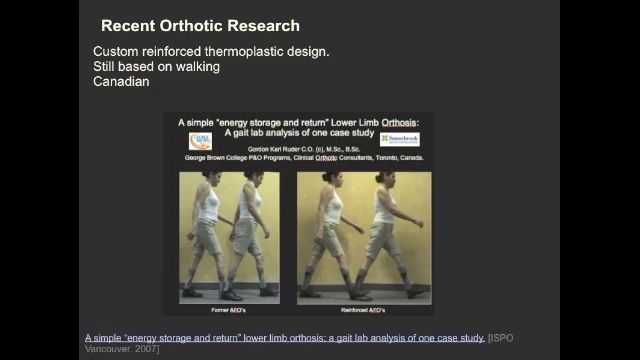 Recent Orthotic Research
Custom reinforced thermoplastic design.
Still based on walking
Canadian
A simple “energy storage and return” Lower Limb Orthosis:
A gait lab analysis of one case study
Sunnybrook
Gordon Karl Ruder C.O. (c), M.Sc., B.Sc.
George Brown College P&O Programs, Clinical Orthotic Consultants, Toronto, Canada.
Former AFO's
Reinforced AFO's
A simple “energy storage and return” lower limb orthosis: a gait lab analysis of one case study. [ISPO
Vancouver. 2007]